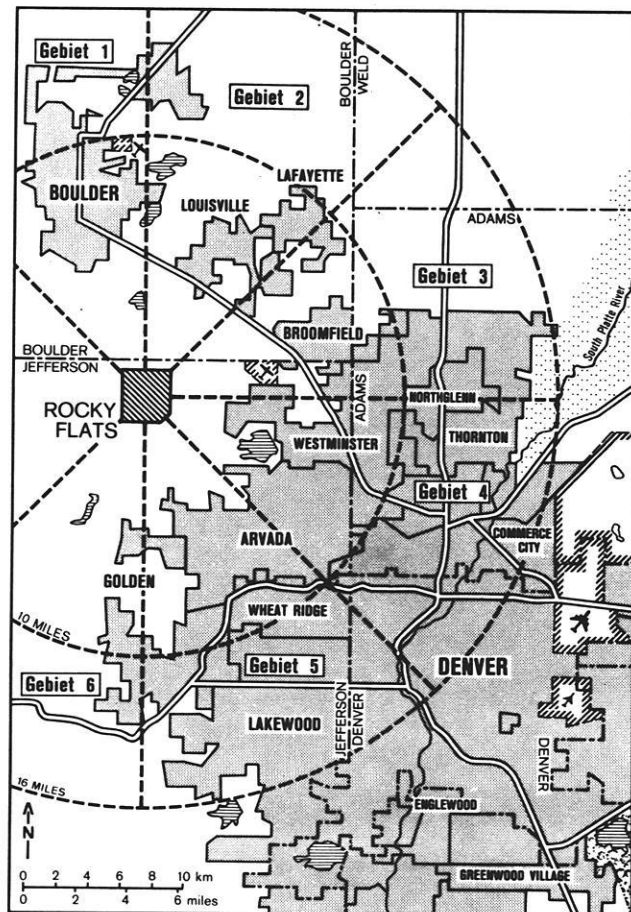 Gebiet 1
Gebiet 2
BOULDER
WELD
LAFAYETTE
BOULDER
LOUISVILLE
ADAMS
Gebiet 3
South Platte River
BROOMFIELD
BOULDER
JEFFERSON
ADAMS
NORTHGLENN
ROCKY
FLATS
WESTMINSTER
THORNTON
Gebiet 4
ARVADA
COMMERCE
CITY
GOLDEN
WHEAT RIDGE
10 MILES
Gebiet 5
DENVER
Gebiet 6
LAKEWOOD
JEFFERSON
DENVER
DENVER
16 MILES
ENGLEWOOD
N
0 2 4 6 8 10 km
GREENWOOD VILLAGE
0 2 4 6
miles